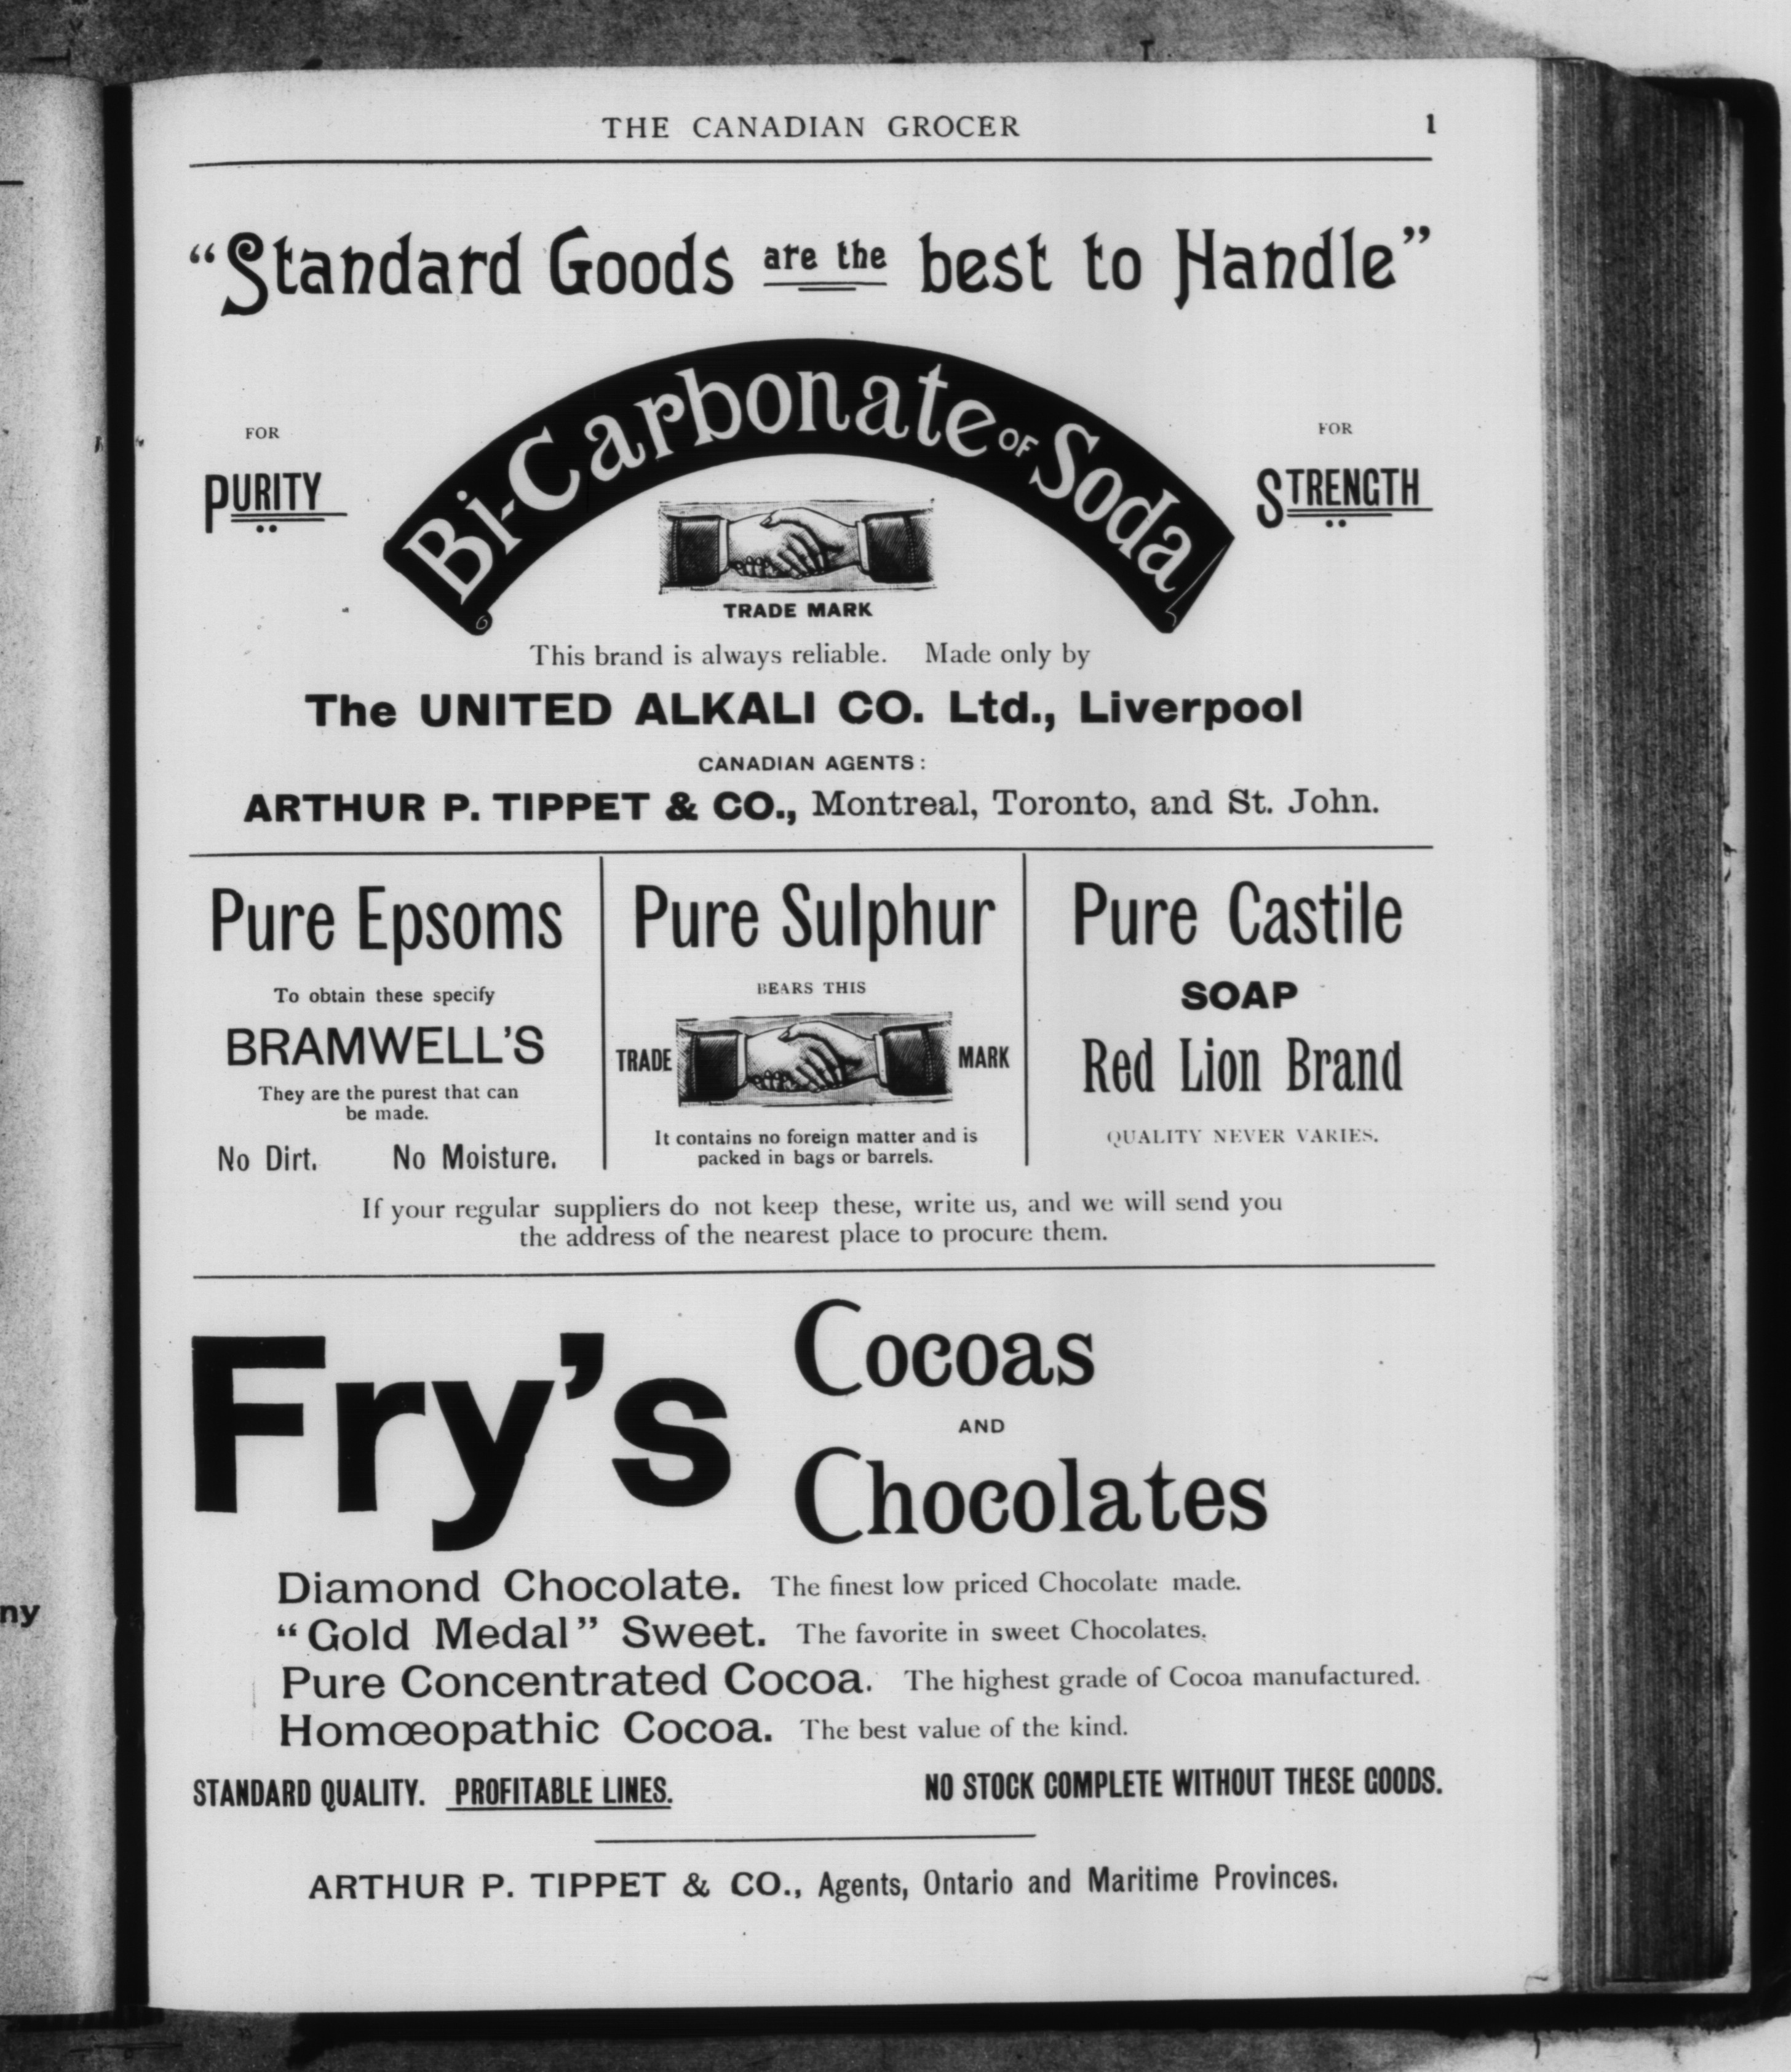 THE CANADIAN GROCER 1
“Standard Goods are the best to Handle”
FOR
PURITY
Bi-Carbonate OF Soda
FOR
STRENGTH
TRADE MARK
This brand is always reliable. Made only by
The UNITED ALKALI CO. Ltd., Liverpool
CANADIAN AGENTS:
ARTHUR P. TIPPET & CO., Montreal, Toronto, and St. John.
Pure Epsoms
To obtain these specify
BRAMWELL'S
They are the purest that can
be made.
No Dirt. No Moisture.
Pure Sulphur
BEARS THIS
TRADE MARK
It contains no foreign matter and is
packed in bags or barrels.
Pure Castile
SOAP
Red Lion Brand
QUALITY NEVER VARIES.
If your regular suppliers do not keep these, write us, and we will send you
the address of the nearest place to procure them.
Fry's
Cocoas
AND
Chocolates
Diamond Chocolate. The finest low priced Chocolate made.
“Gold Medal” Sweet. The favorite in sweet Chocolates.
Pure Concentrated Cocoa. The highest grade of Cocoa manufactured.
Homœopathic Cocoa. The best value of the kind.
STANDARD QUALITY. PROFITABLE LINES. NO STOCK COMPLETE WITHOUT THESE GOODS.
ARTHUR P. TIPPET & CO., Agents, Ontario and Maritime Provinces.
ny